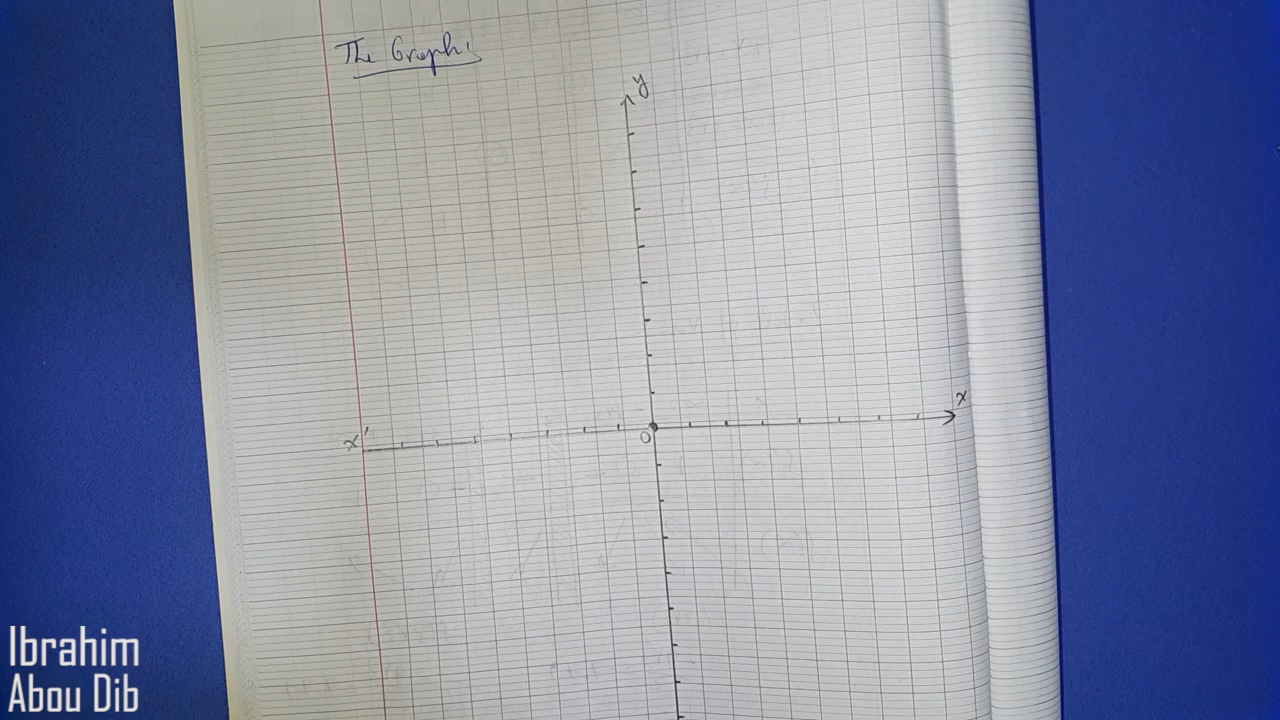 The Graph:
y
x
x'
O
Ibrahim
Abou Dib